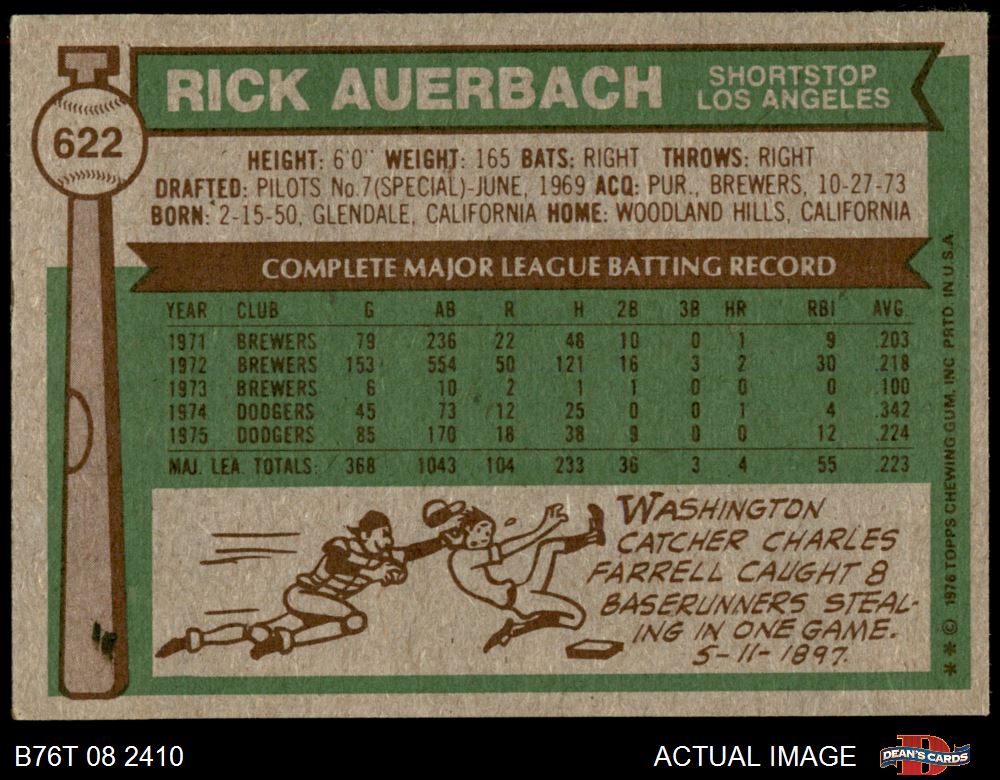 622
RICK AUERBACH
SHORTSTOP
LOS ANGELES
HEIGHT: 6'0" WEIGHT: 165 BATS: RIGHT THROWS: RIGHT
DRAFTED: PILOTS No.7(SPECIAL)-JUNE, 1969 ACQ: PUR., BREWERS, 10-27-73
BORN: 2-15-50, GLENDALE, CALIFORNIA HOME: WOODLAND HILLS, CALIFORNIA
COMPLETE MAJOR LEAGUE BATTING RECORD
YEAR CLUB G AB R H 2B 3B HR RBI AVG.
1971 BREWERS 79 236 22 48 10 0 1 9 .203
1972 BREWERS 153 554 50 121 16 3 2 30 .218
1973 BREWERS 6 10 2 1 1 0 0 0 .100
1974 DODGERS 45 73 12 25 0 0 1 4 .342
1975 DODGERS 85 170 18 38 9 0 0 12 .224
MAJ. LEA. TOTALS: 368 1043 104 233 36 3 4 55 .223
WASHINGTON
CATCHER CHARLES
FARRELL CAUGHT 8
BASERUNNERS STEAL-
ING IN ONE GAME.
5-11-1897.
** © 1976 TOPPS CHEWING GUM, INC PRTD. IN U.S.A.
B76T 08 2410
ACTUAL IMAGE
D
DEAN'S CARDS